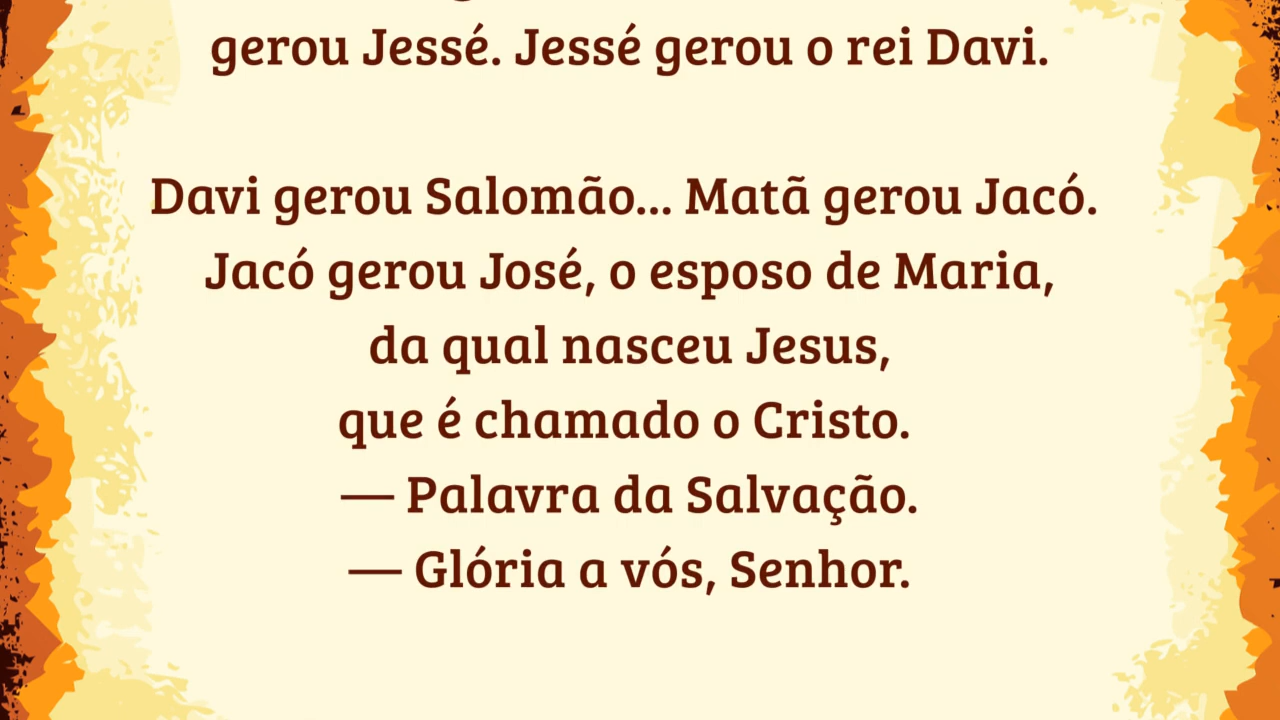 gerou Jessé. Jessé gerou o rei Davi.
Davi gerou Salomão... Matã gerou Jacó.
Jacó gerou José, o esposo de Maria,
da qual nasceu Jesus,
que é chamado o Cristo.
— Palavra da Salvação.
— Glória a vós, Senhor.